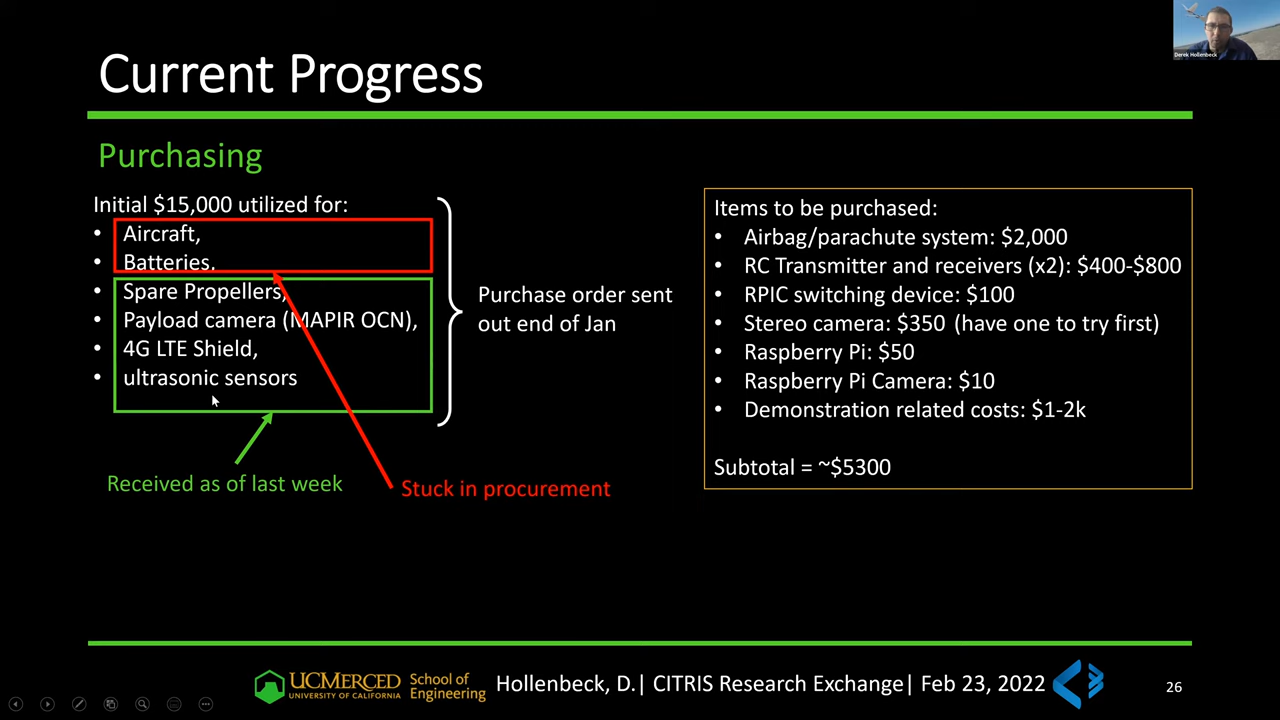 Derek Hollenbeck
Current Progress
Purchasing
Initial $15,000 utilized for:
• Aircraft,
• Batteries,
• Spare Propellers,
• Payload camera (MAPIR OCN),
• 4G LTE Shield,
• ultrasonic sensors
Purchase order sent
out end of Jan
Received as of last week
Stuck in procurement
Items to be purchased:
• Airbag/parachute system: $2,000
• RC Transmitter and receivers (x2): $400-$800
• RPIC switching device: $100
• Stereo camera: $350 (have one to try first)
• Raspberry Pi: $50
• Raspberry Pi Camera: $10
• Demonstration related costs: $1-2k
Subtotal = ~$5300
UCMERCED
UNIVERSITY OF CALIFORNIA
School of
Engineering
Hollenbeck, D.| CITRIS Research Exchange| Feb 23, 2022
26